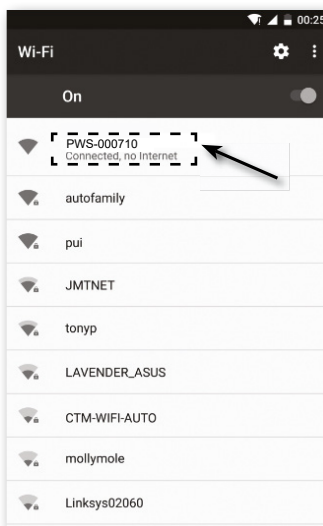 00:25
Wi-Fi
On
PWS-000710
Connected, no Internet
autofamily
pui
JMTNET
tonyp
LAVENDER_ASUS
CTM-WIFI-AUTO
mollymole
Linksys02060